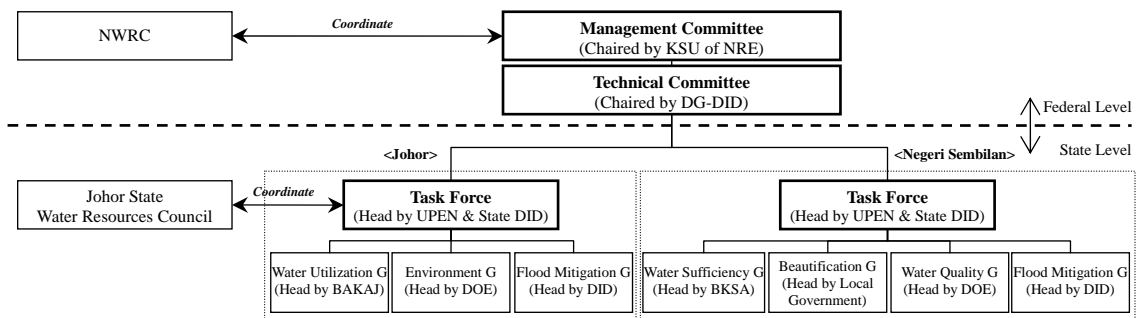 NWRC
Coordinate
Management Committee
(Chaired by KSU of NRE)
Technical Committee
(Chaired by DG-DID)
Federal Level
State Level
<Johor>
<Negeri Sembilan>
Johor State
Water Resources Council
Coordinate
Task Force
(Head by UPEN & State DID)
Task Force
(Head by UPEN & State DID)
Water Utilization G
(Head by BAKAJ)
Environment G
(Head by DOE)
Flood Mitigation G
(Head by DID)
Water Sufficiency G
(Head by BKSA)
Beautification G
(Head by Local
Government)
Water Quality G
(Head by DOE)
Flood Mitigation G
(Head by DID)